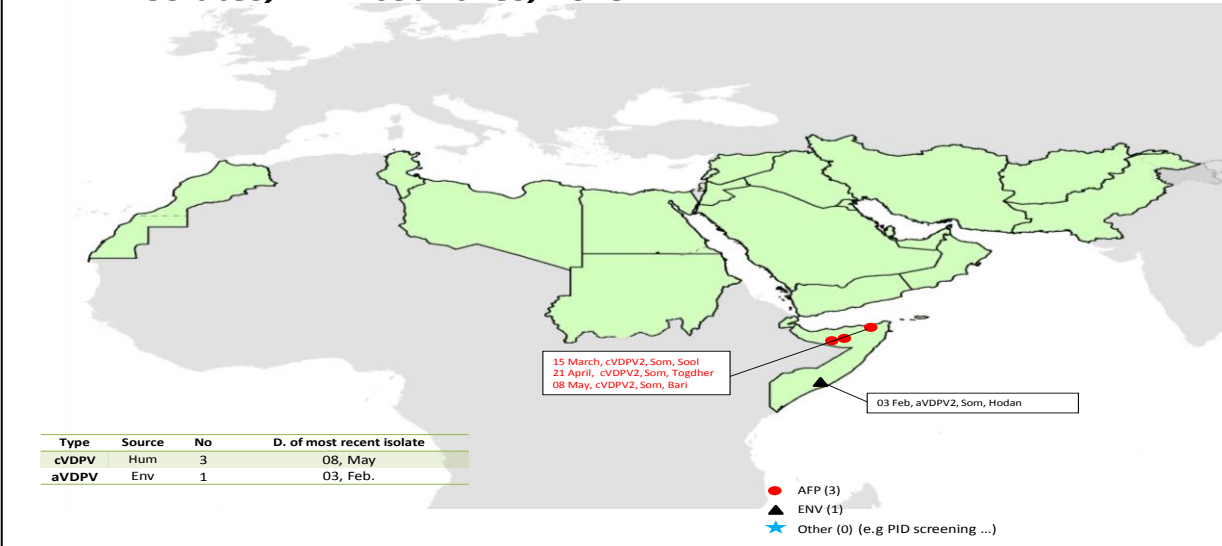 15 March, cVDPV2, Som, Sool
21 April, cVDPV2, Som, Togdher
08 May, cVDPV2, Som, Bari
03 Feb, aVDPV2, Som, Hodan
Type Source No D. of most recent isolate
cVDPV Hum 3 08, May
aVDPV Env 1 03, Feb.
AFP (3)
ENV (1)
Other (0) (e.g PID screening ...)